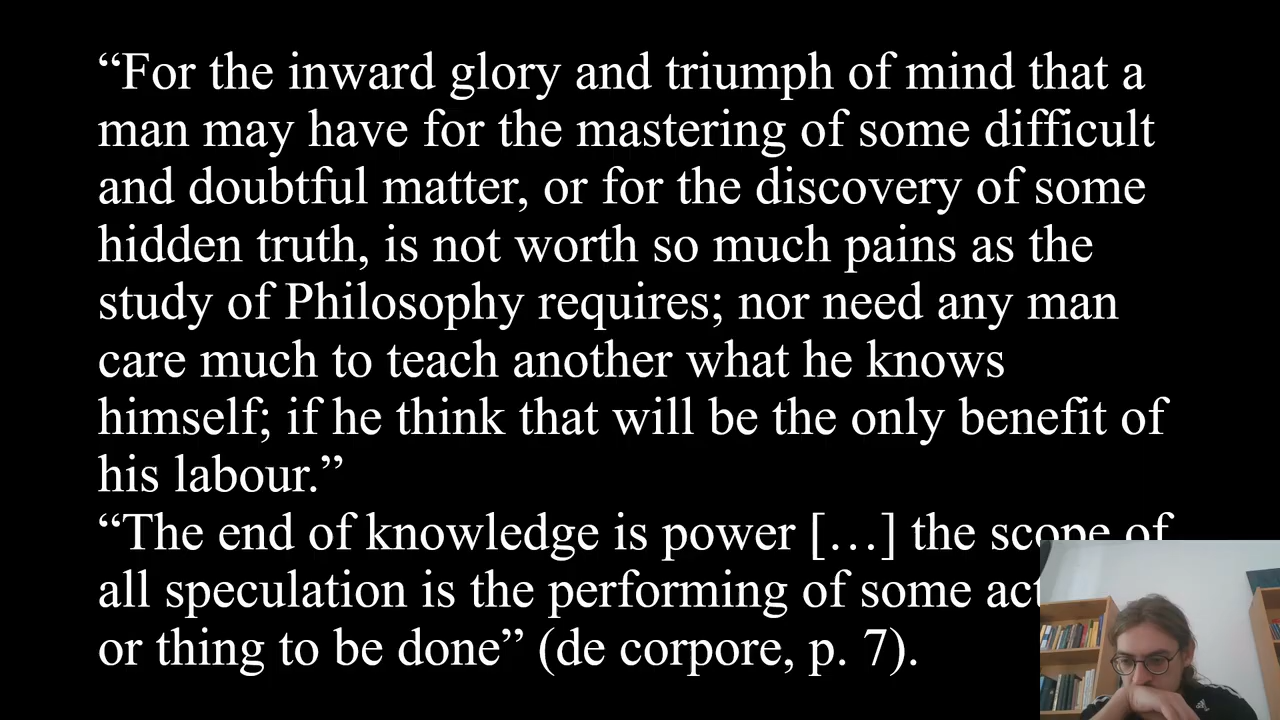 “For the inward glory and triumph of mind that a
man may have for the mastering of some difficult
and doubtful matter, or for the discovery of some
hidden truth, is not worth so much pains as the
study of Philosophy requires; nor need any man
care much to teach another what he knows
himself; if he think that will be the only benefit of
his labour.”
“The end of knowledge is power […] the scope of
all speculation is the performing of some act
or thing to be done” (de corpore, p. 7).